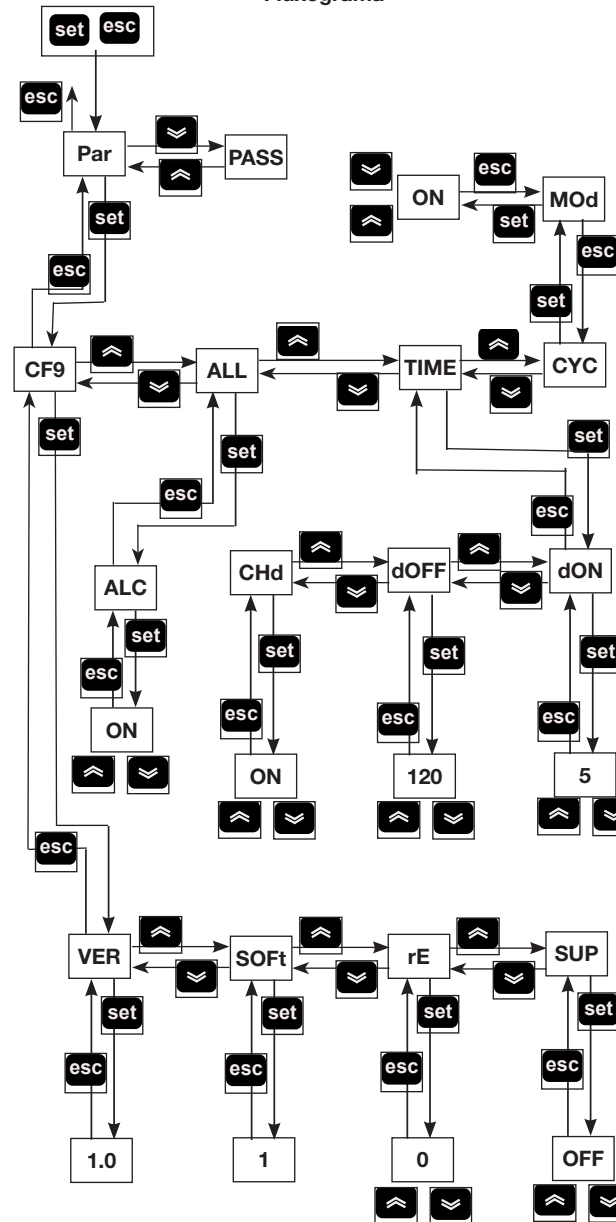 set esc
esc
Par
PASS
set
esc
ON
esc
MOd
set
esc
set
CF9
ALL
TIME
CYC
set
set
set
esc
esc
ALC
CHd
dOFF
dON
set
set
set
set
esc
esc
esc
esc
ON
ON
120
5
esc
VER
SOFt
rE
SUP
set
set
set
set
esc
esc
esc
esc
1.0
1
0
OFF